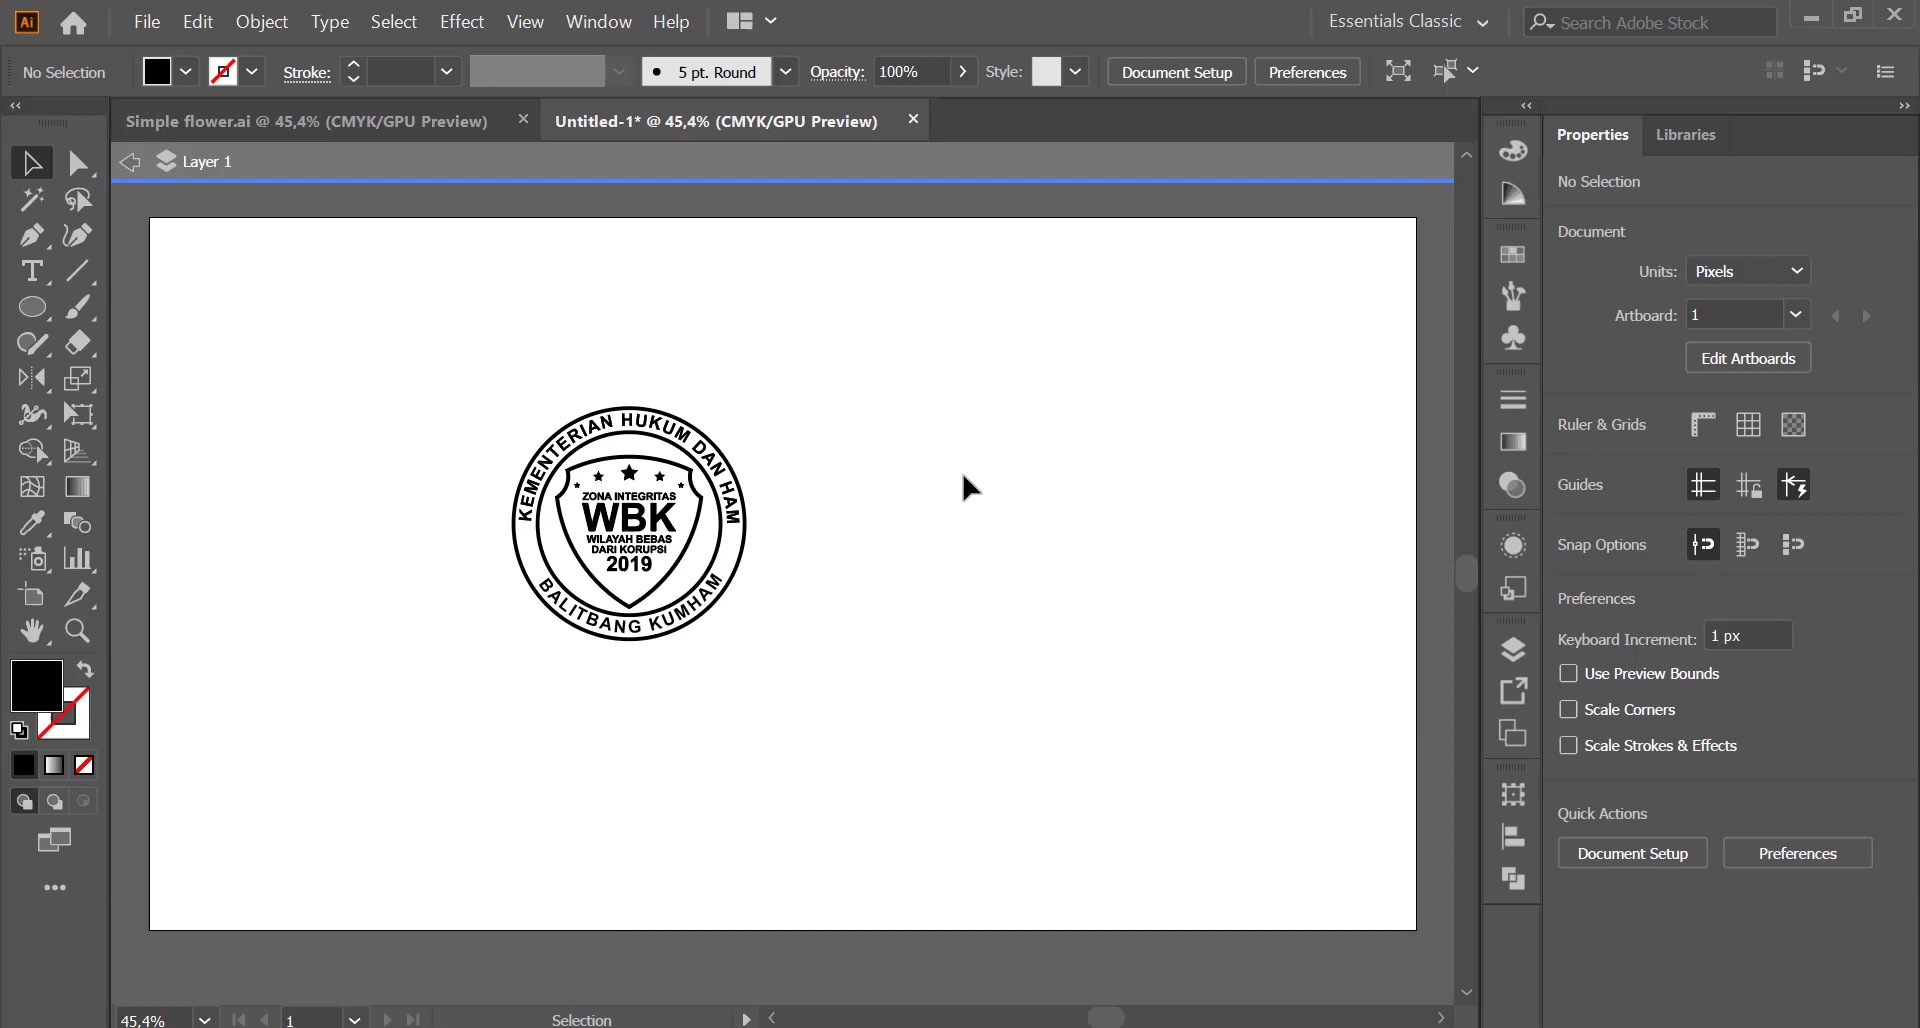 Ai File Edit Object Type Select Effect View Window Help Essentials Classic Search Adobe Stock
No Selection Stroke: 5 pt. Round Opacity: 100% Style: Document Setup Preferences
Simple flower.ai @ 45,4% (CMYK/GPU Preview) Untitled-1* @ 45,4% (CMYK/GPU Preview)
Layer 1
KEMENTERIAN HUKUM DAN HAM
ZONA INTEGRITAS
WBK
WILAYAH BEBAS
DARI KORUPSI
2019
BALITBANG KUMHAM
Properties Libraries
No Selection
Document
Units: Pixels
Artboard: 1
Edit Artboards
Ruler & Grids
Guides
Snap Options
Preferences
Keyboard Increment: 1 px
Use Preview Bounds
Scale Corners
Scale Strokes & Effects
Quick Actions
Document Setup Preferences
45,4% 1 Selection